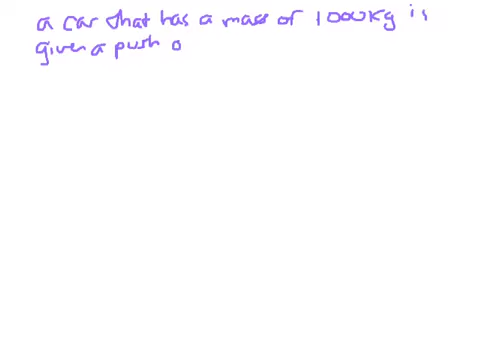 a car that has a mass of 1000kg is
given a push o